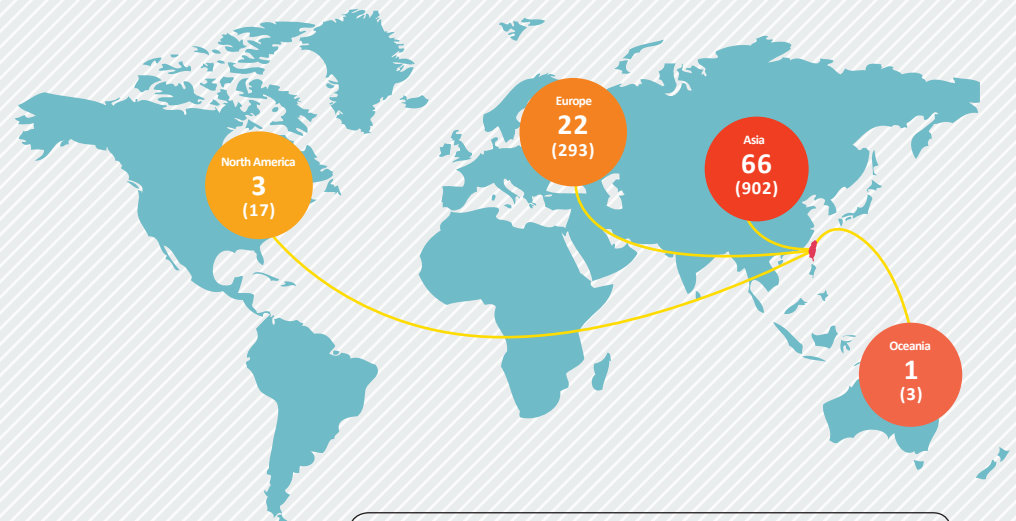 North America
3
(17)
Europe
22
(293)
Asia
66
(902)
Oceania
1
(3)